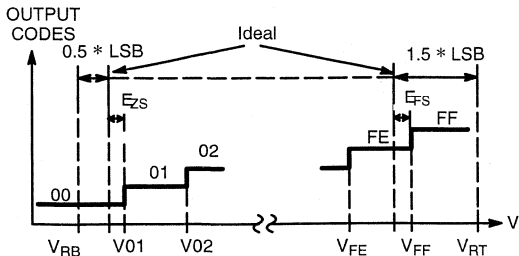 OUTPUT
CODES
0.5 * LSB
Ideal
1.5 * LSB
EZS
EFS
FF
FE
02
01
00
V
VRB
V01
V02
VFE
VFF
VRT